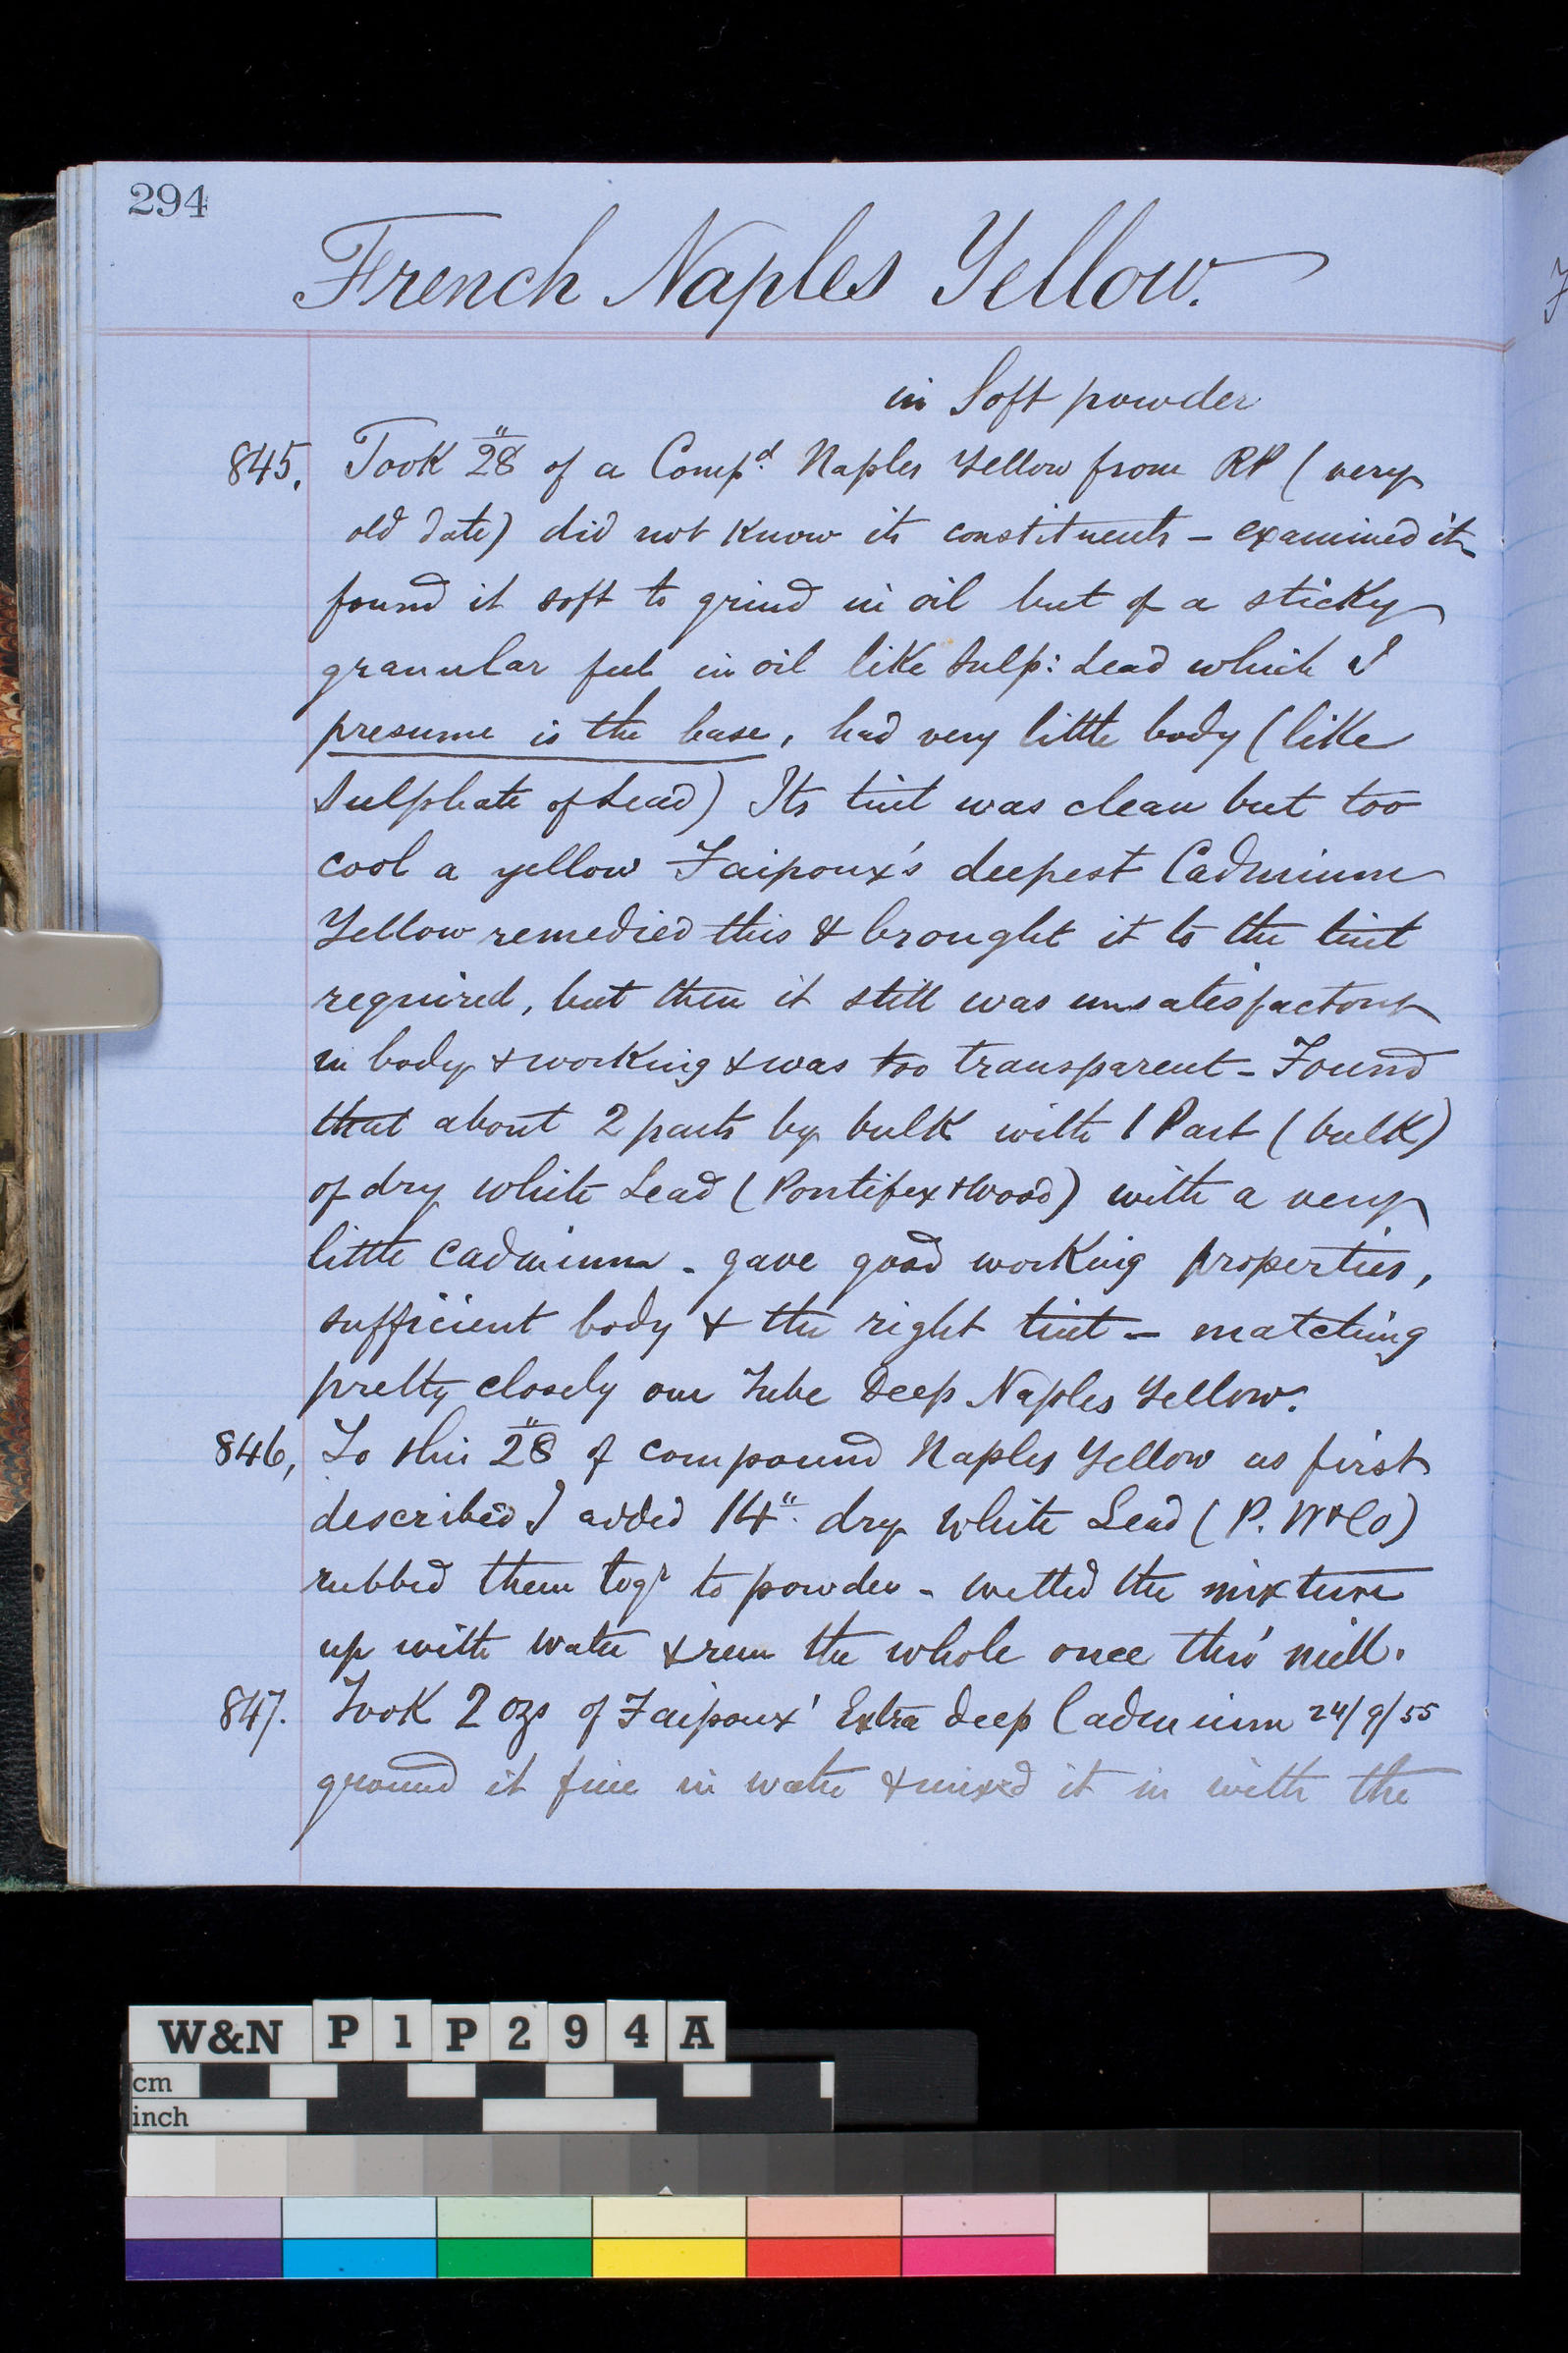 294
French Naples Yellow.
in Soft powder
845. Took 28" of a Compd. Naples Yellow from RP (very
old date) did not know its constituents – examined it
found it soft to grind in oil but of a sticky
granular feel in oil like Sulp: Lead which I
presume is the base, had very little body (like
Sulphate of Lead) Its tint was clean but too
cool a yellow Faipoux's deepest Cadmium
Yellow remedied this & brought it to the tint
required, but then it still was unsatisfactory
in body & working & was too transparent – Found
that about 2 parts by bulk with 1 Part (bulk)
of dry white Lead (Pontifex & Wood) with a very
little cadmium – gave good working properties,
sufficient body & the right tint – matching
pretty closely our Tube Deep Naples Yellow.
846, To this 28" of compound Naples Yellow as first
described I added 14". dry white Lead (P. W & Co)
rubbed them togr to powder – wetted the mixture
up with water & run the whole once thro' mill.
847. Took 2 ozs of Faipoux' Extra deep Cadmium 24/9/55
ground it fine in water & mixed it in with the
W&N P1P294A
cm
inch